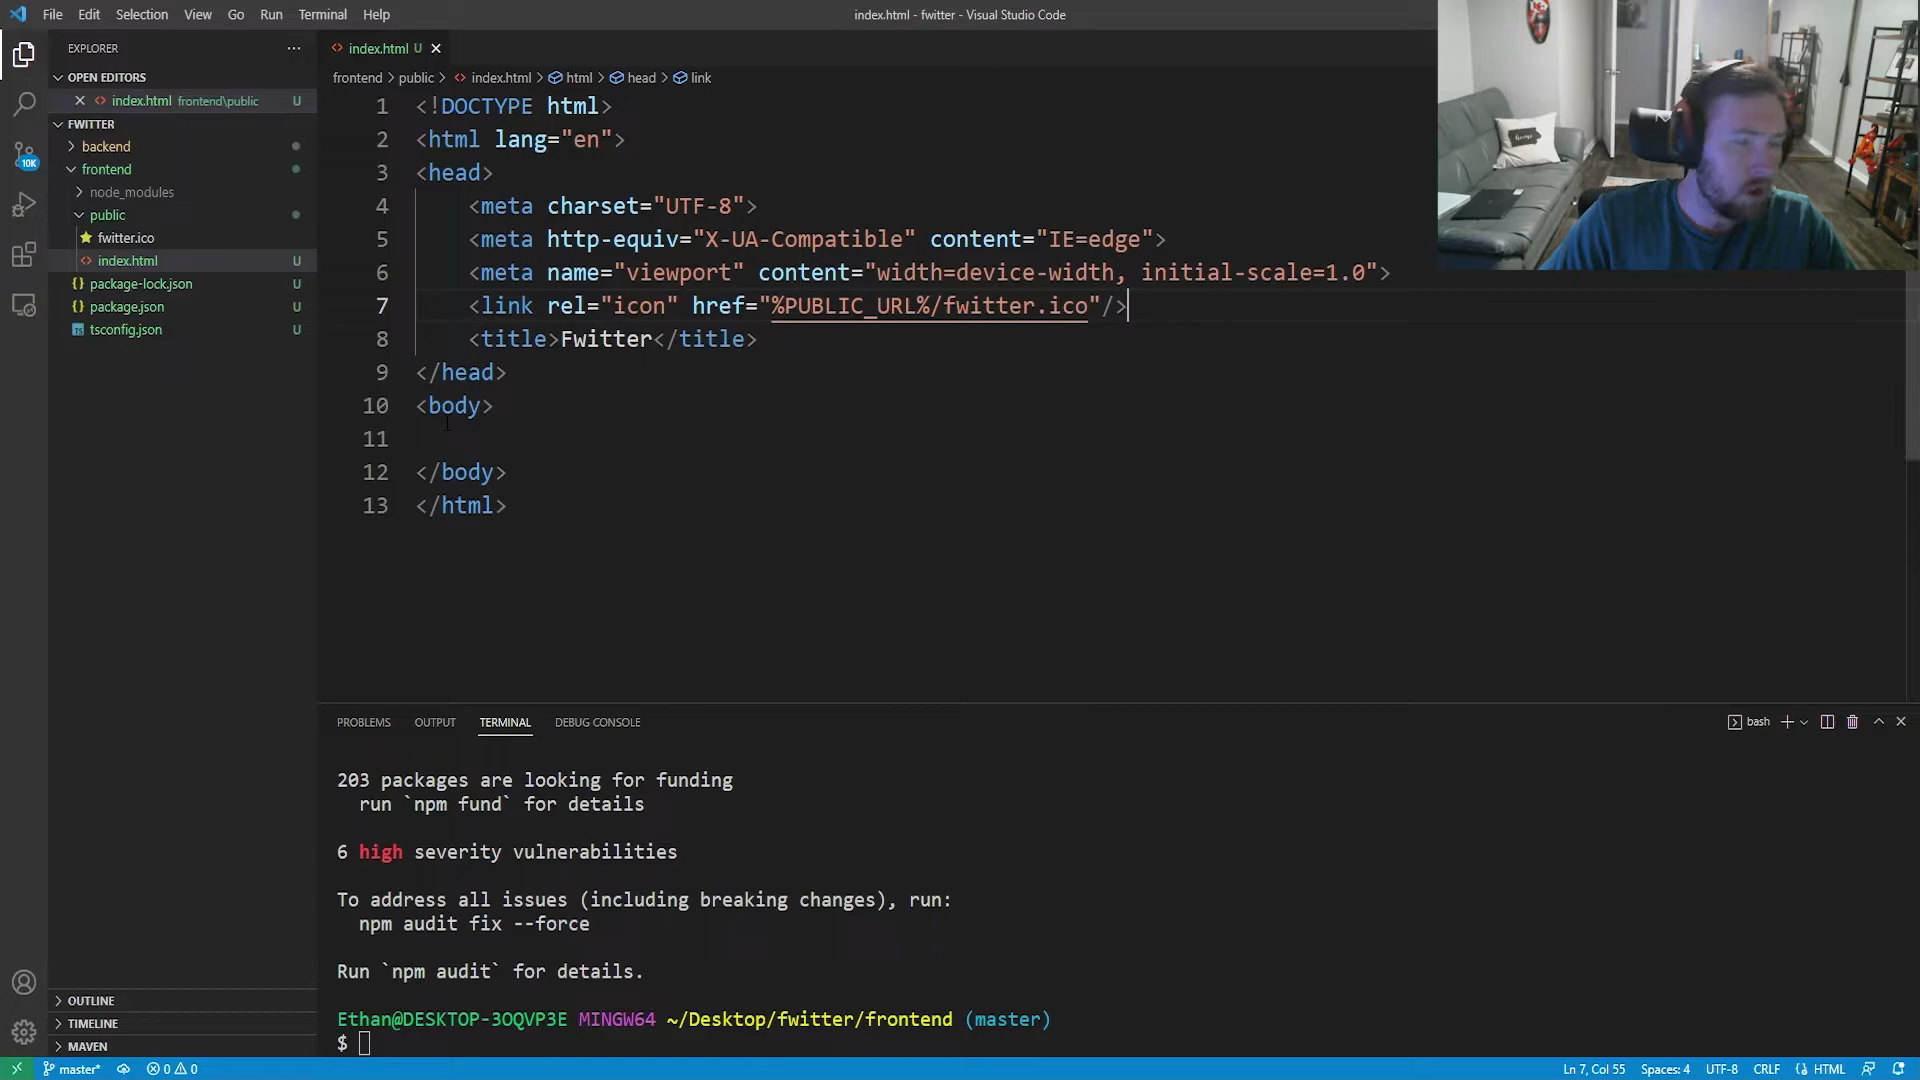 File Edit Selection View Go Run Terminal Help
index.html - fwitter - Visual Studio Code
EXPLORER
OPEN EDITORS
index.html frontend\public U
FWITTER
backend
frontend
node_modules
public
fwitter.ico
index.html U
package-lock.json U
package.json U
tsconfig.json U
OUTLINE
TIMELINE
MAVEN
10K
index.html U
frontend > public > index.html > html > head > link
1 <!DOCTYPE html>
2 <html lang="en">
3 <head>
4 <meta charset="UTF-8">
5 <meta http-equiv="X-UA-Compatible" content="IE=edge">
6 <meta name="viewport" content="width=device-width, initial-scale=1.0">
7 <link rel="icon" href="%PUBLIC_URL%/fwitter.ico"/>
8 <title>Fwitter</title>
9 </head>
10 <body>
11
12 </body>
13 </html>
PROBLEMS OUTPUT TERMINAL DEBUG CONSOLE
bash
203 packages are looking for funding
run `npm fund` for details
6 high severity vulnerabilities
To address all issues (including breaking changes), run:
npm audit fix --force
Run `npm audit` for details.
Ethan@DESKTOP-3OQVP3E MINGW64 ~/Desktop/fwitter/frontend (master)
$
master* 0 0
Ln 7, Col 55 Spaces: 4 UTF-8 CRLF HTML